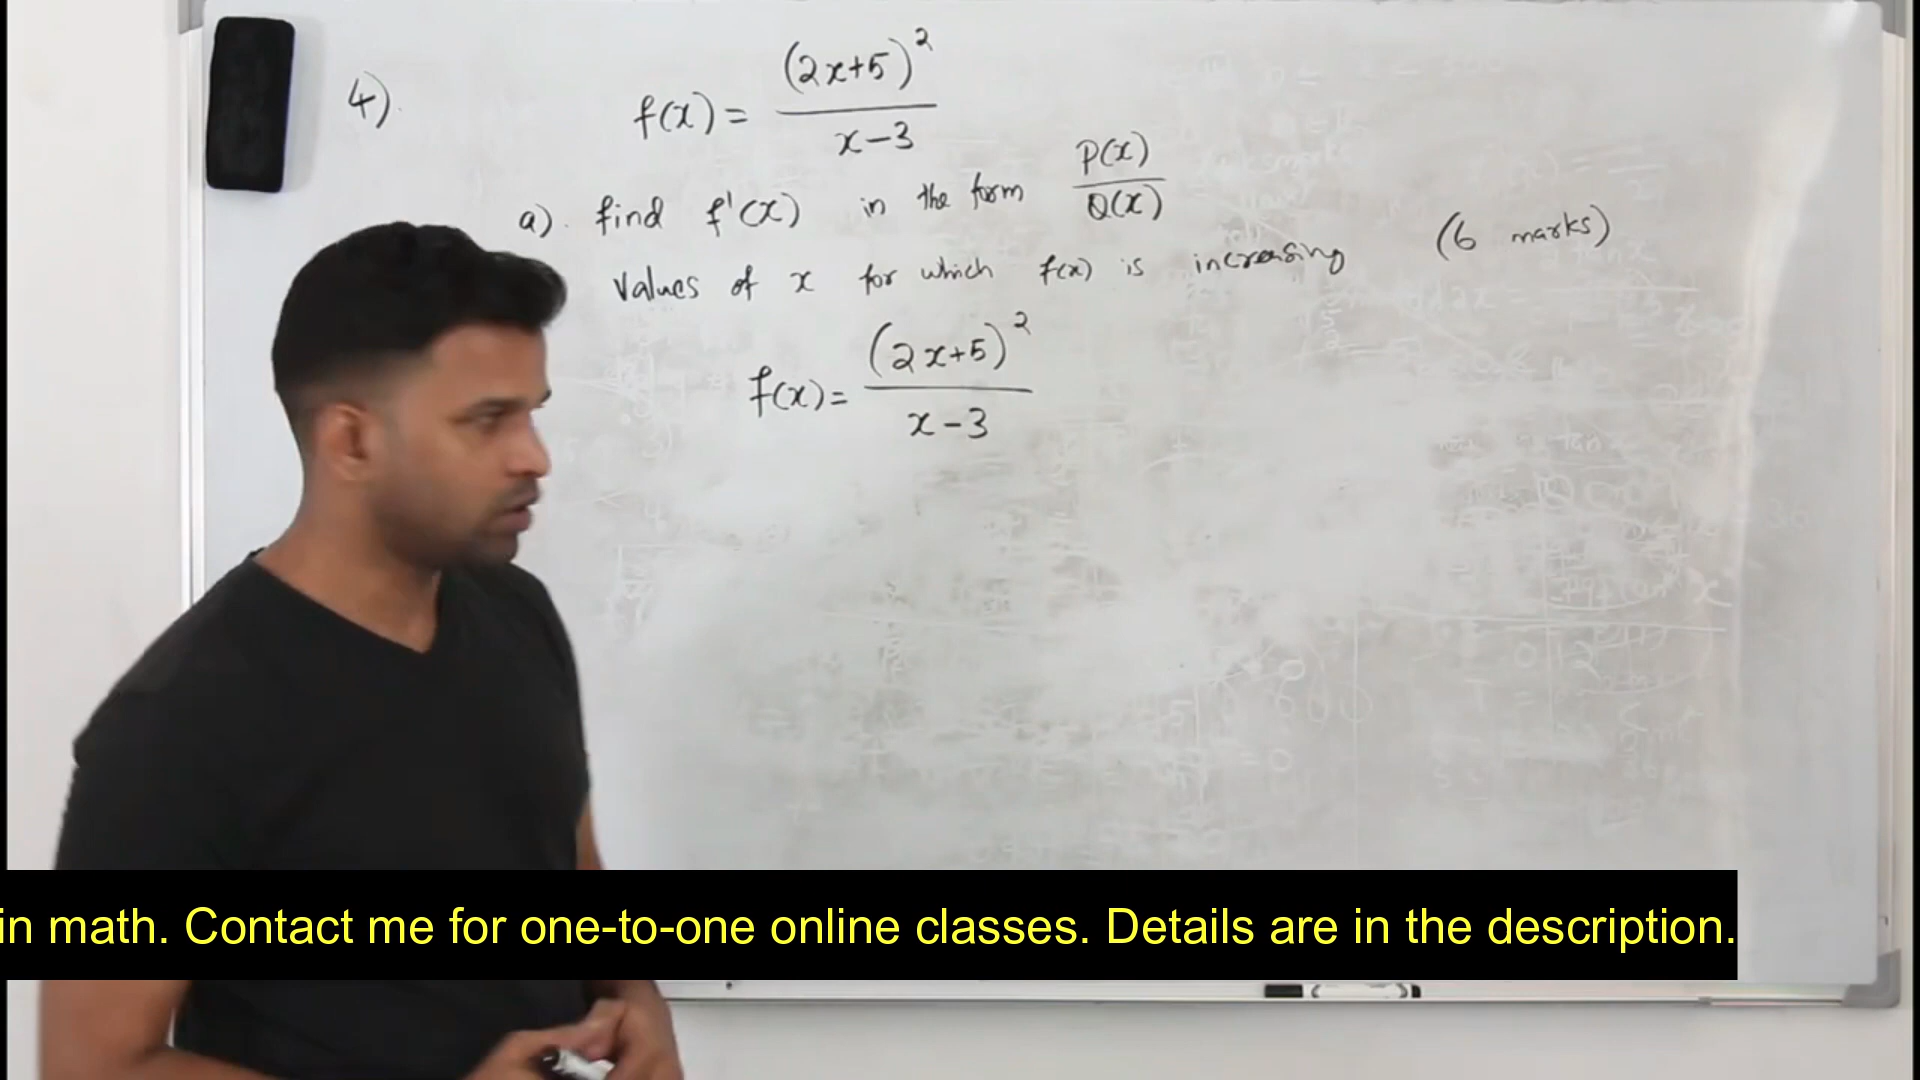 4). f(x) = (2x+5)² / x-3
a). find f'(x) in the form P(x) / Q(x)
Values of x for which f(x) is increasing (6 marks)
f(x) = (2x+5)² / x-3
in math. Contact me for one-to-one online classes. Details are in the description.